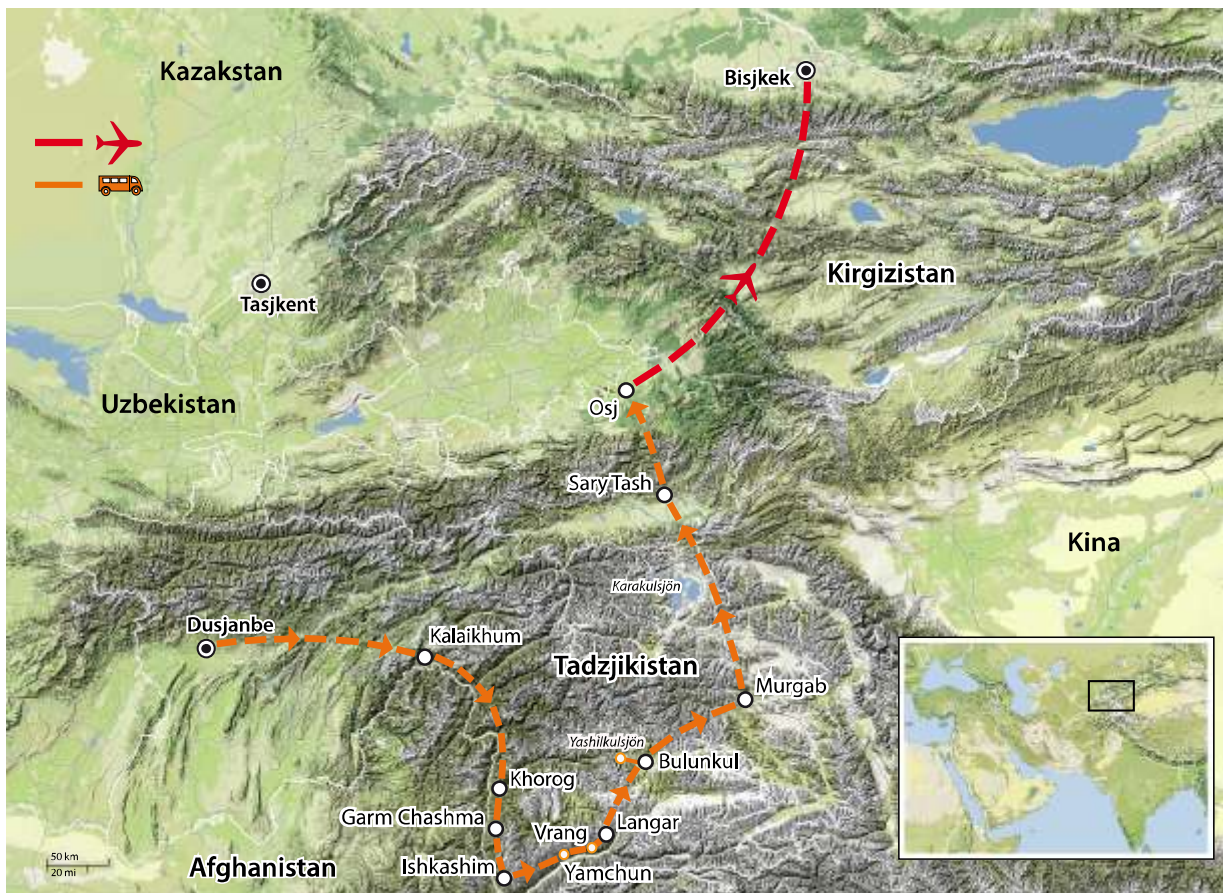 Kazakstan
Bisjkek
Kirgizistan
Tasjkent
Uzbekistan
Osj
Sary Tash
Kina
Karakulsjön
Dusjanbe
Kalaikhum
Tadzjikistan
Murgab
Yashilkulsjön
Bulunkul
Khorog
Garm Chashma
Vrang
Langar
Ishkashim
Yamchun
Afghanistan
50 km
20 mi